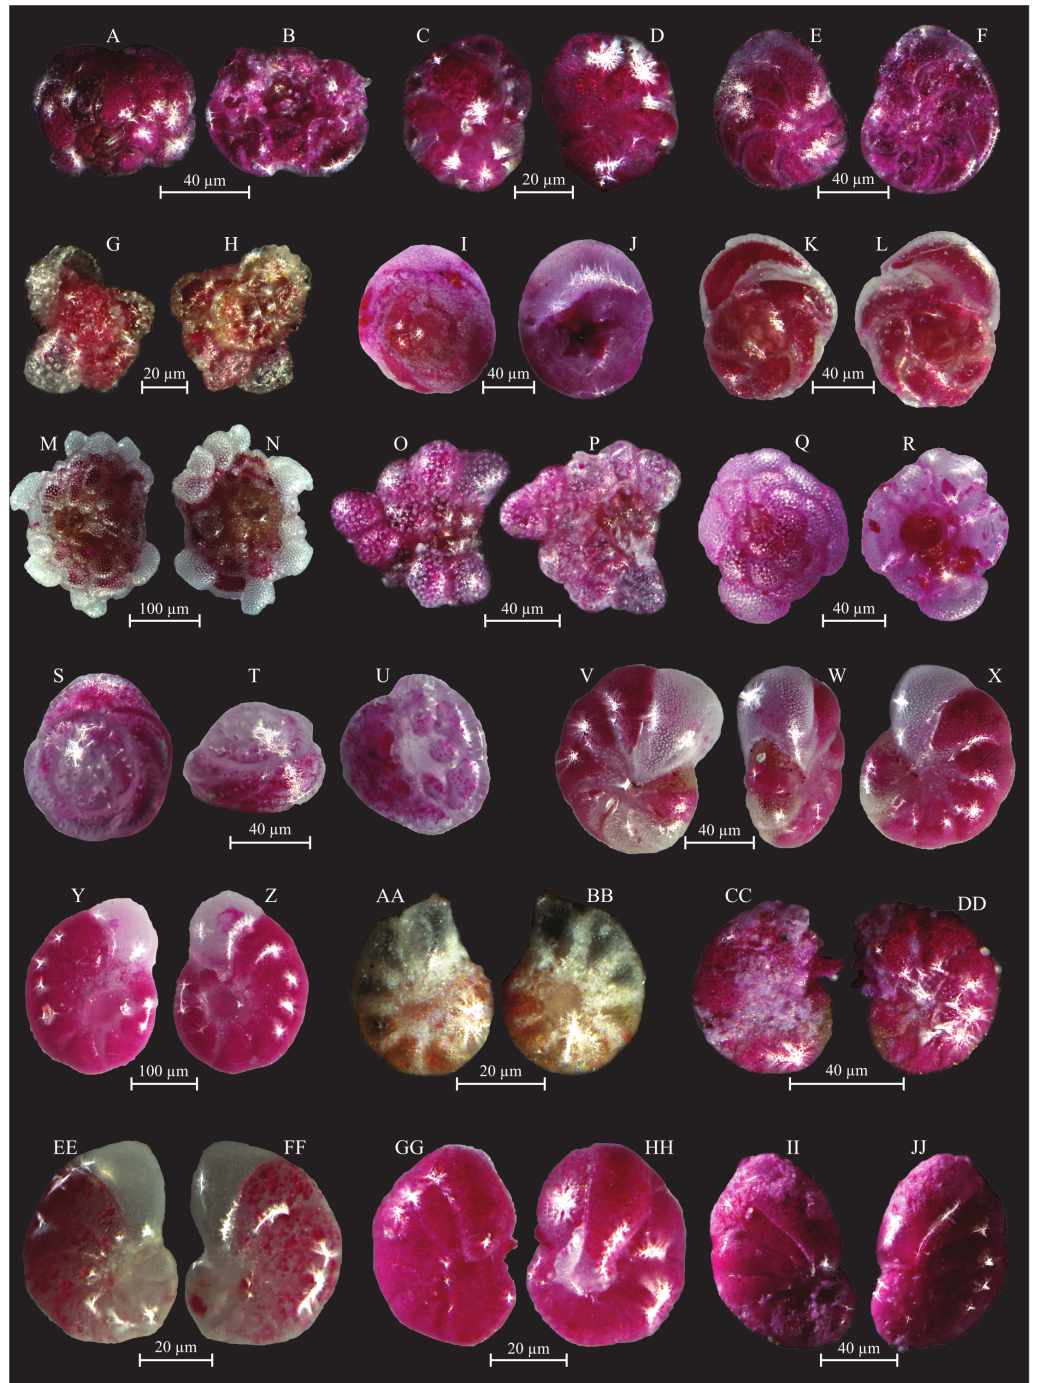 A B C D E F
40 µm 20 µm 40 µm
G H I J K L
20 µm 40 µm 40 µm
M N O P Q R
100 µm 40 µm 40 µm
S T U V W X
40 µm 40 µm
Y Z AA BB CC DD
100 µm 20 µm 40 µm
EE FF GG HH II JJ
20 µm 20 µm 40 µm